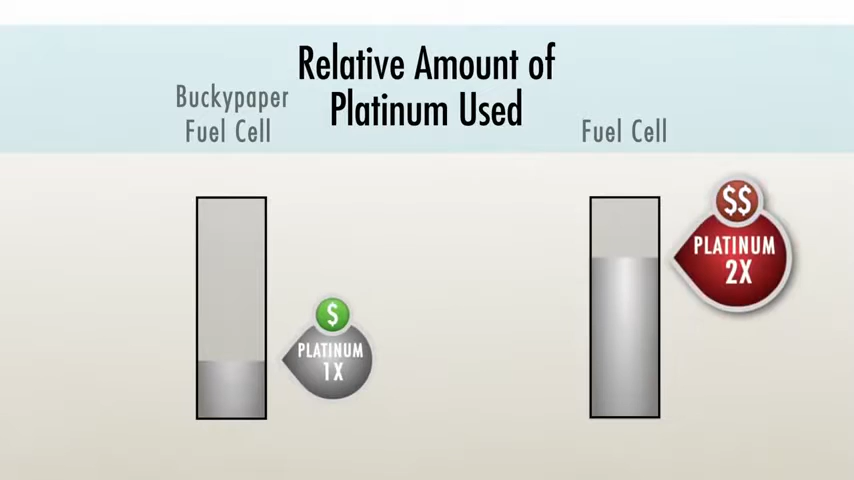 Relative Amount of
Platinum Used
Buckypaper
Fuel Cell
Fuel Cell
$
PLATINUM
1X
$$
PLATINUM
2X